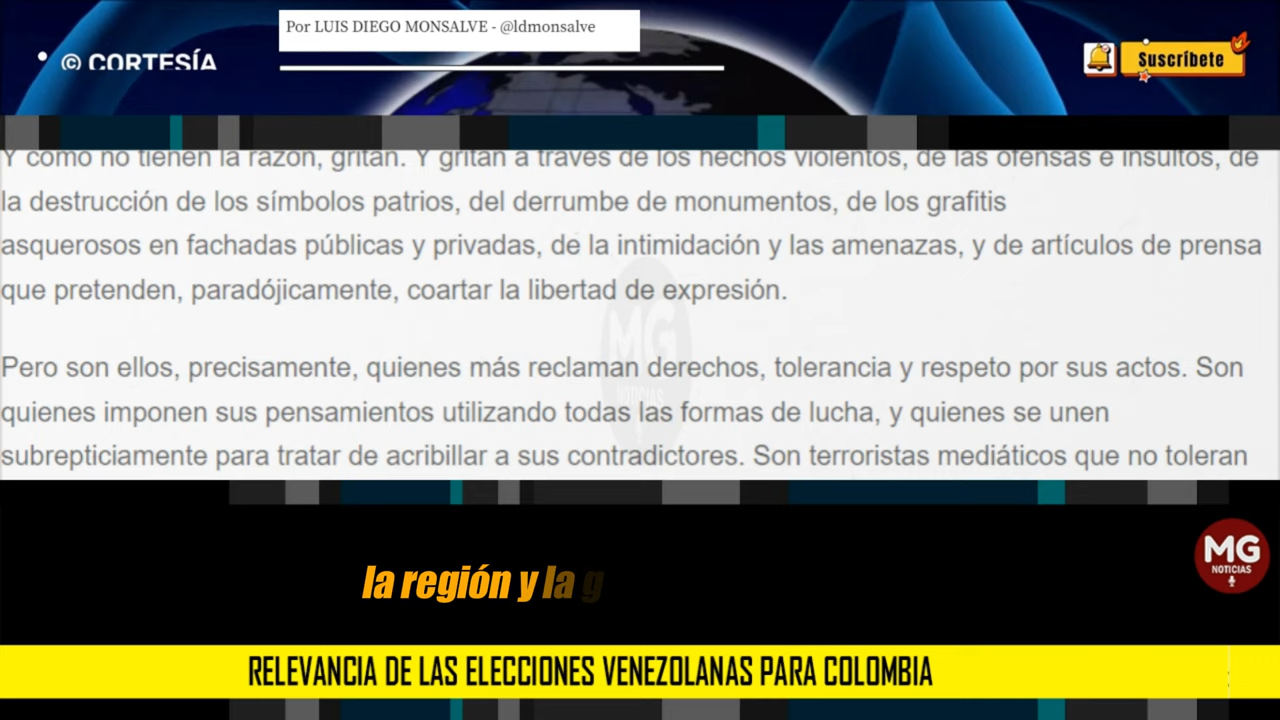 Por LUIS DIEGO MONSALVE - @ldmonsalve
© CORTESÍA
Suscríbete
Y como no tienen la razón, gritan. Y gritan a través de los hechos violentos, de las ofensas e insultos, de
la destrucción de los símbolos patrios, del derrumbe de monumentos, de los grafitis
asquerosos en fachadas públicas y privadas, de la intimidación y las amenazas, y de artículos de prensa
que pretenden, paradójicamente, coartar la libertad de expresión.
Pero son ellos, precisamente, quienes más reclaman derechos, tolerancia y respeto por sus actos. Son
quienes imponen sus pensamientos utilizando todas las formas de lucha, y quienes se unen
subrepticiamente para tratar de acribillar a sus contradictores. Son terroristas mediáticos que no toleran
MG
NOTICIAS
la región y la g
MG
NOTICIAS
RELEVANCIA DE LAS ELECCIONES VENEZOLANAS PARA COLOMBIA